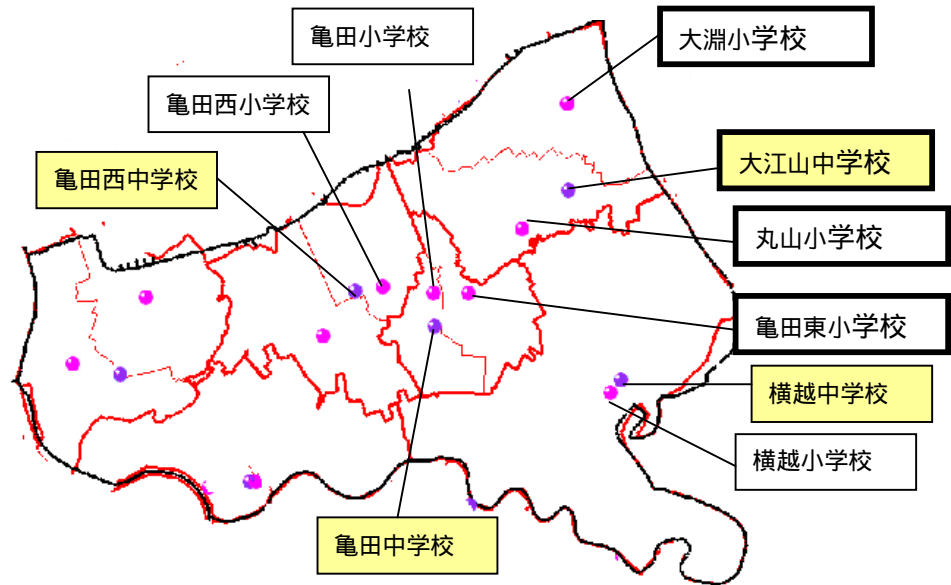 亀田小学校
大淵小学校
亀田西小学校
大江山中学校
亀田西中学校
丸山小学校
亀田東小学校
横越中学校
横越小学校
亀田中学校